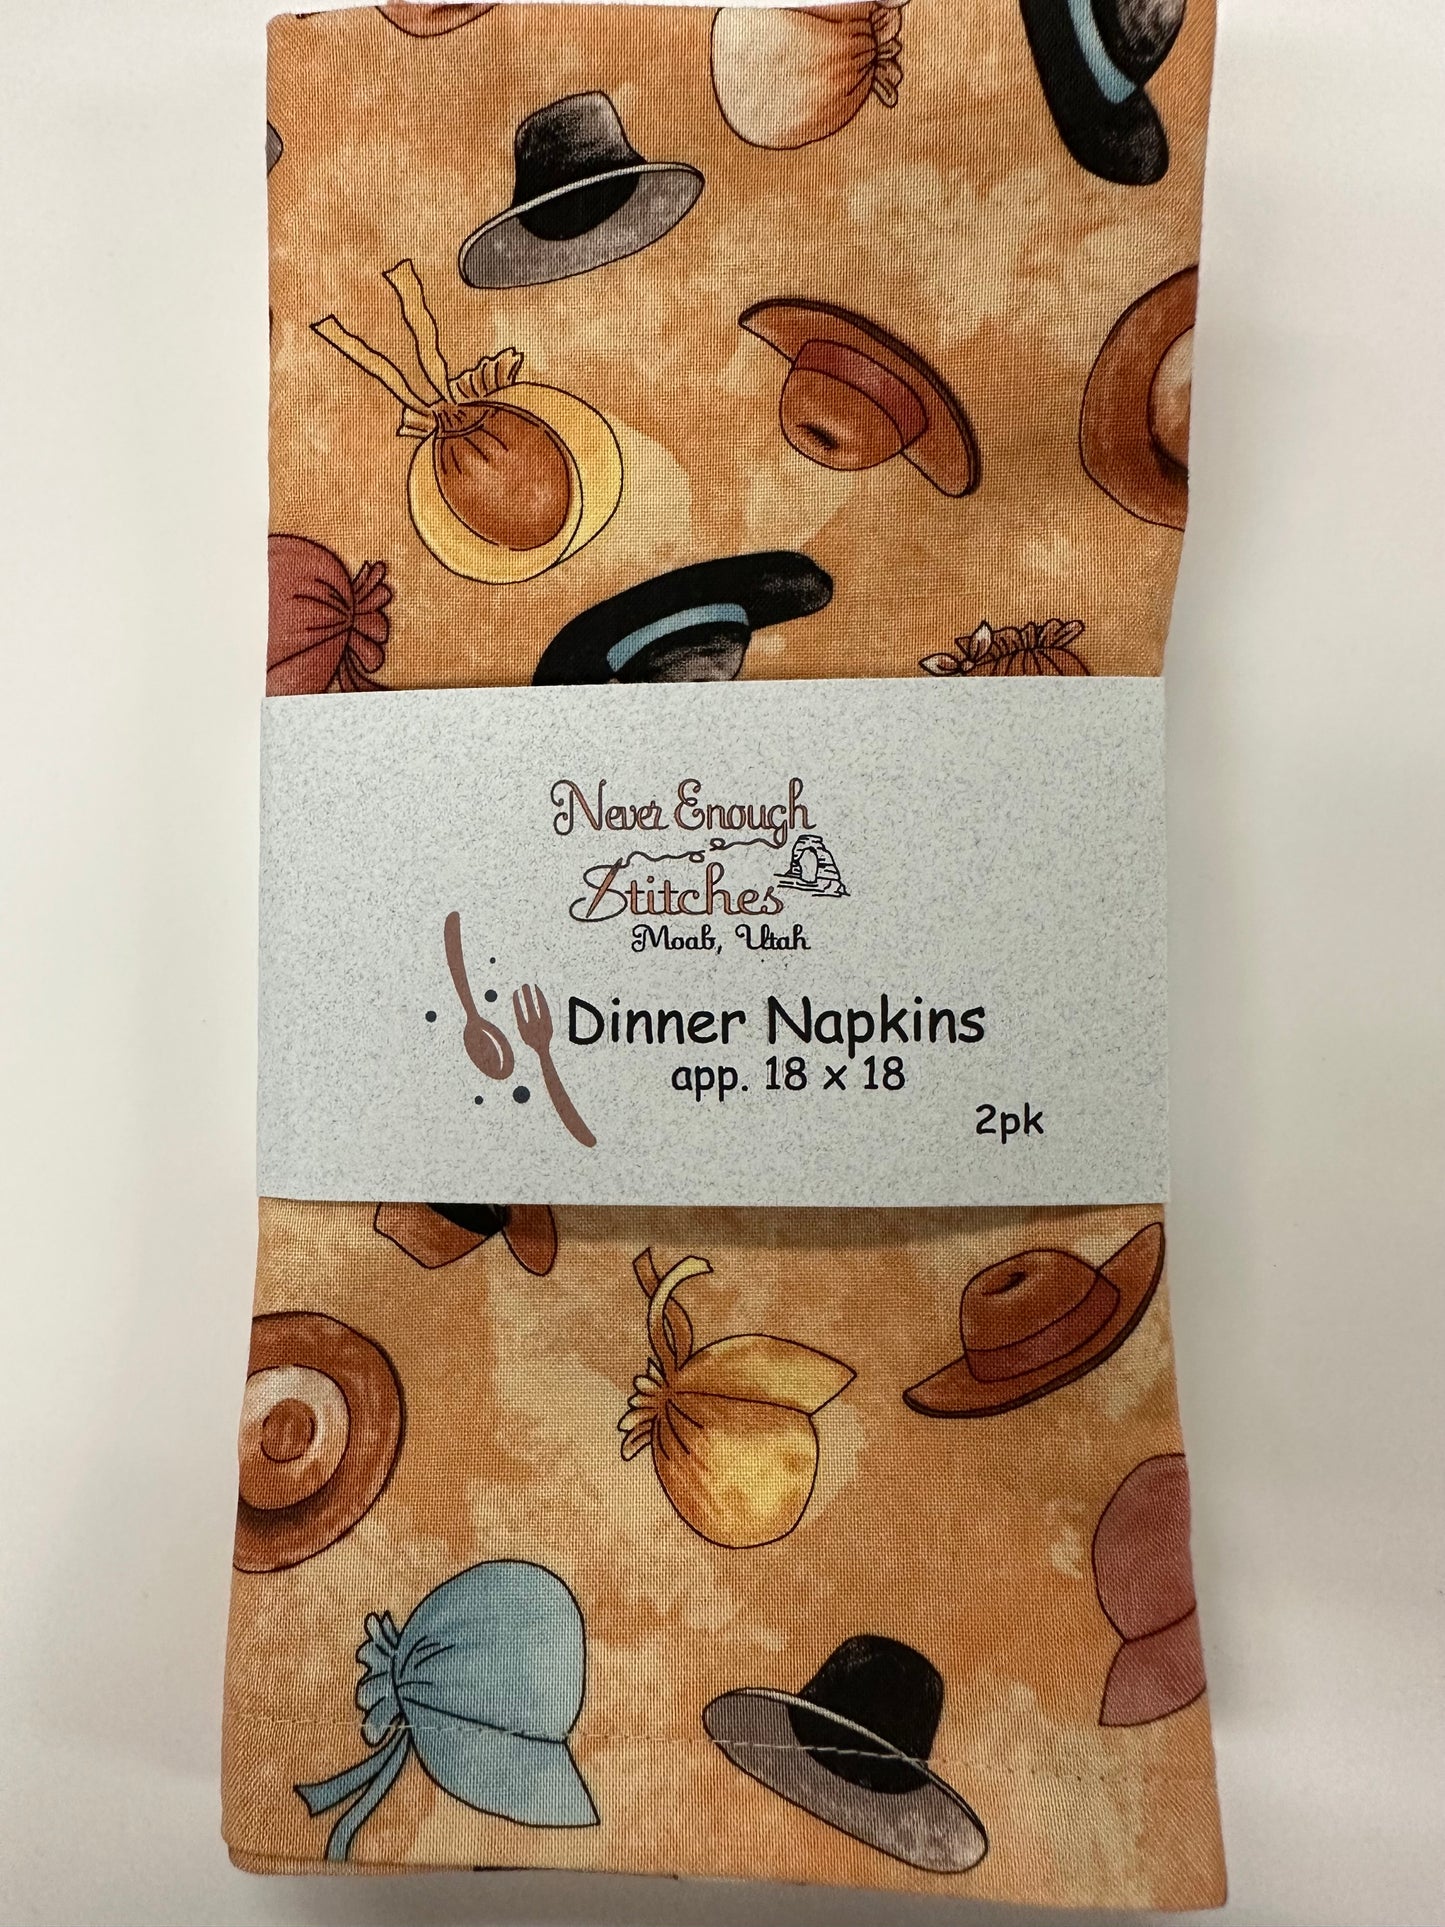 Never Enough
Stitches
Moab, Utah
Dinner Napkins
app. 18 x 18
2pk